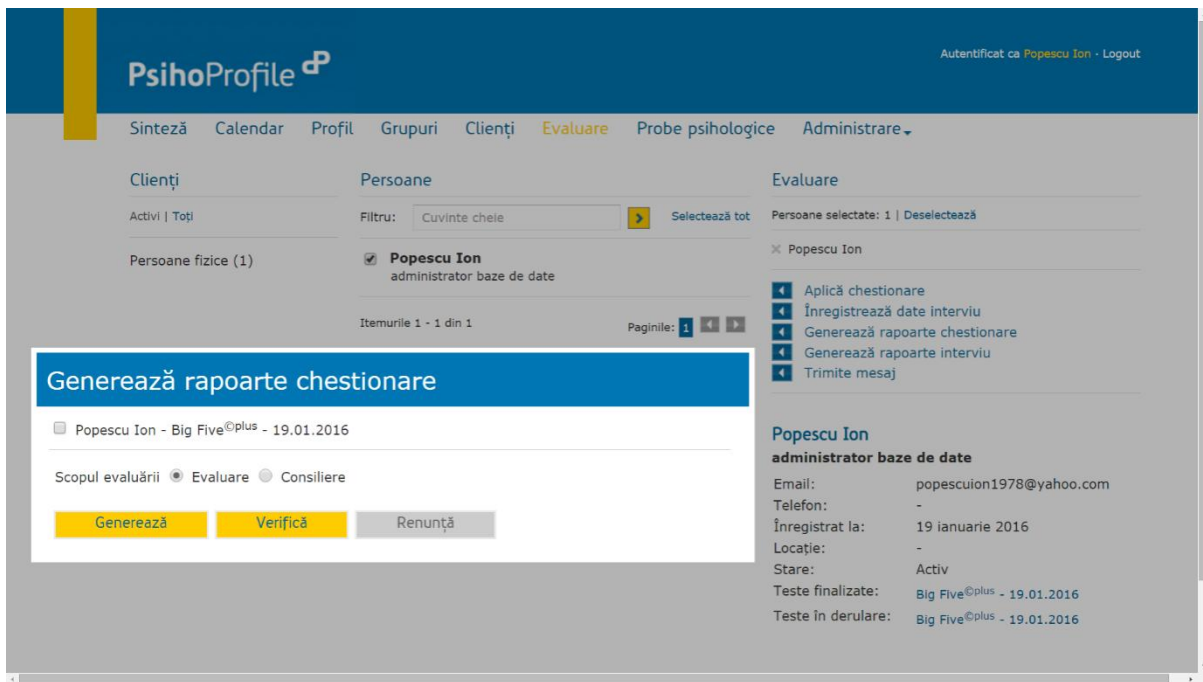 PsihoProfile
Autentificat ca Popescu Ion - Logout
Sinteză Calendar Profil Grupuri Clienți Evaluare Probe psihologice Administrare
Clienți
Activi | Toți
Persoane fizice (1)
Persoane
Filtru: Cuvinte cheie Selectează tot
Popescu Ion
administrator baze de date
Itemurile 1 - 1 din 1 Paginile: 1
Evaluare
Persoane selectate: 1 | Deselectează
Popescu Ion
Aplică chestionare
Înregistrează date interviu
Generează rapoarte chestionare
Generează rapoarte interviu
Trimite mesaj
Generează rapoarte chestionare
Popescu Ion - Big Five©plus - 19.01.2016
Scopul evaluării Evaluare Consiliere
Generează Verifică Renunță
Popescu Ion
administrator baze de date
Email: popescuion1978@yahoo.com
Telefon: -
Înregistrat la: 19 ianuarie 2016
Locație: -
Stare: Activ
Teste finalizate: Big Five©plus - 19.01.2016
Teste în derulare: Big Five©plus - 19.01.2016